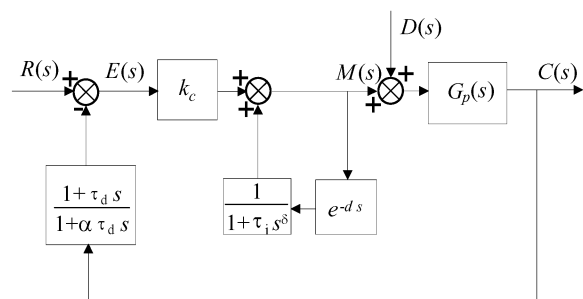 D(s)
R(s) + E(s) + M(s) + C(s)
k_c G_p(s)
- + +
1 + τ_d s
1+α τ_d s
1
1+ τ_i s^δ
e^{-d s}